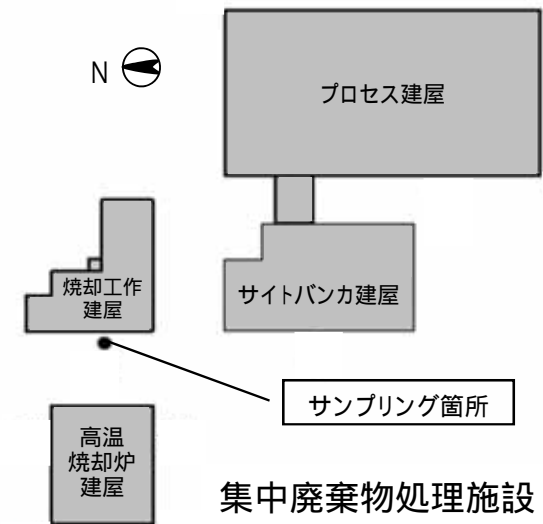 N
プロセス建屋
焼却工作
建屋
サイトバンカ建屋
サンプリング箇所
高温
焼却炉
建屋
集中廃棄物処理施設